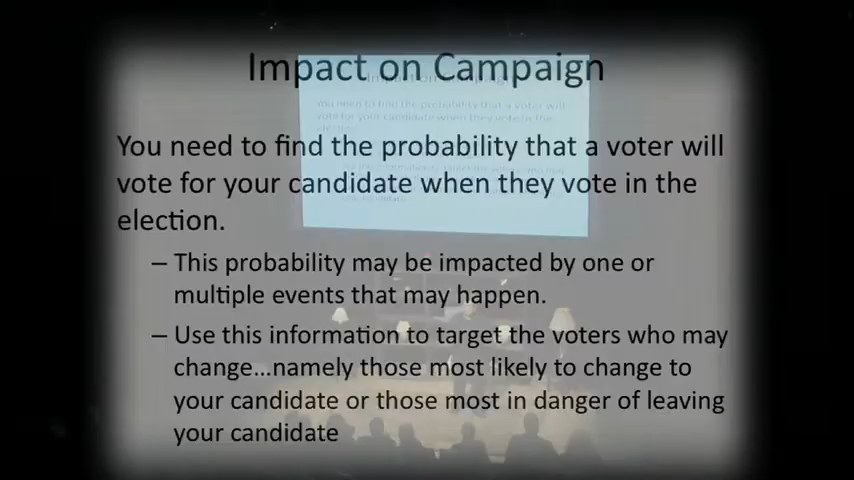 Impact on Campaign
You need to find the probability that a voter will
vote for your candidate when they vote in the
election.
– This probability may be impacted by one or
multiple events that may happen.
– Use this information to target the voters who may
change…namely those most likely to change to
your candidate or those most in danger of leaving
your candidate